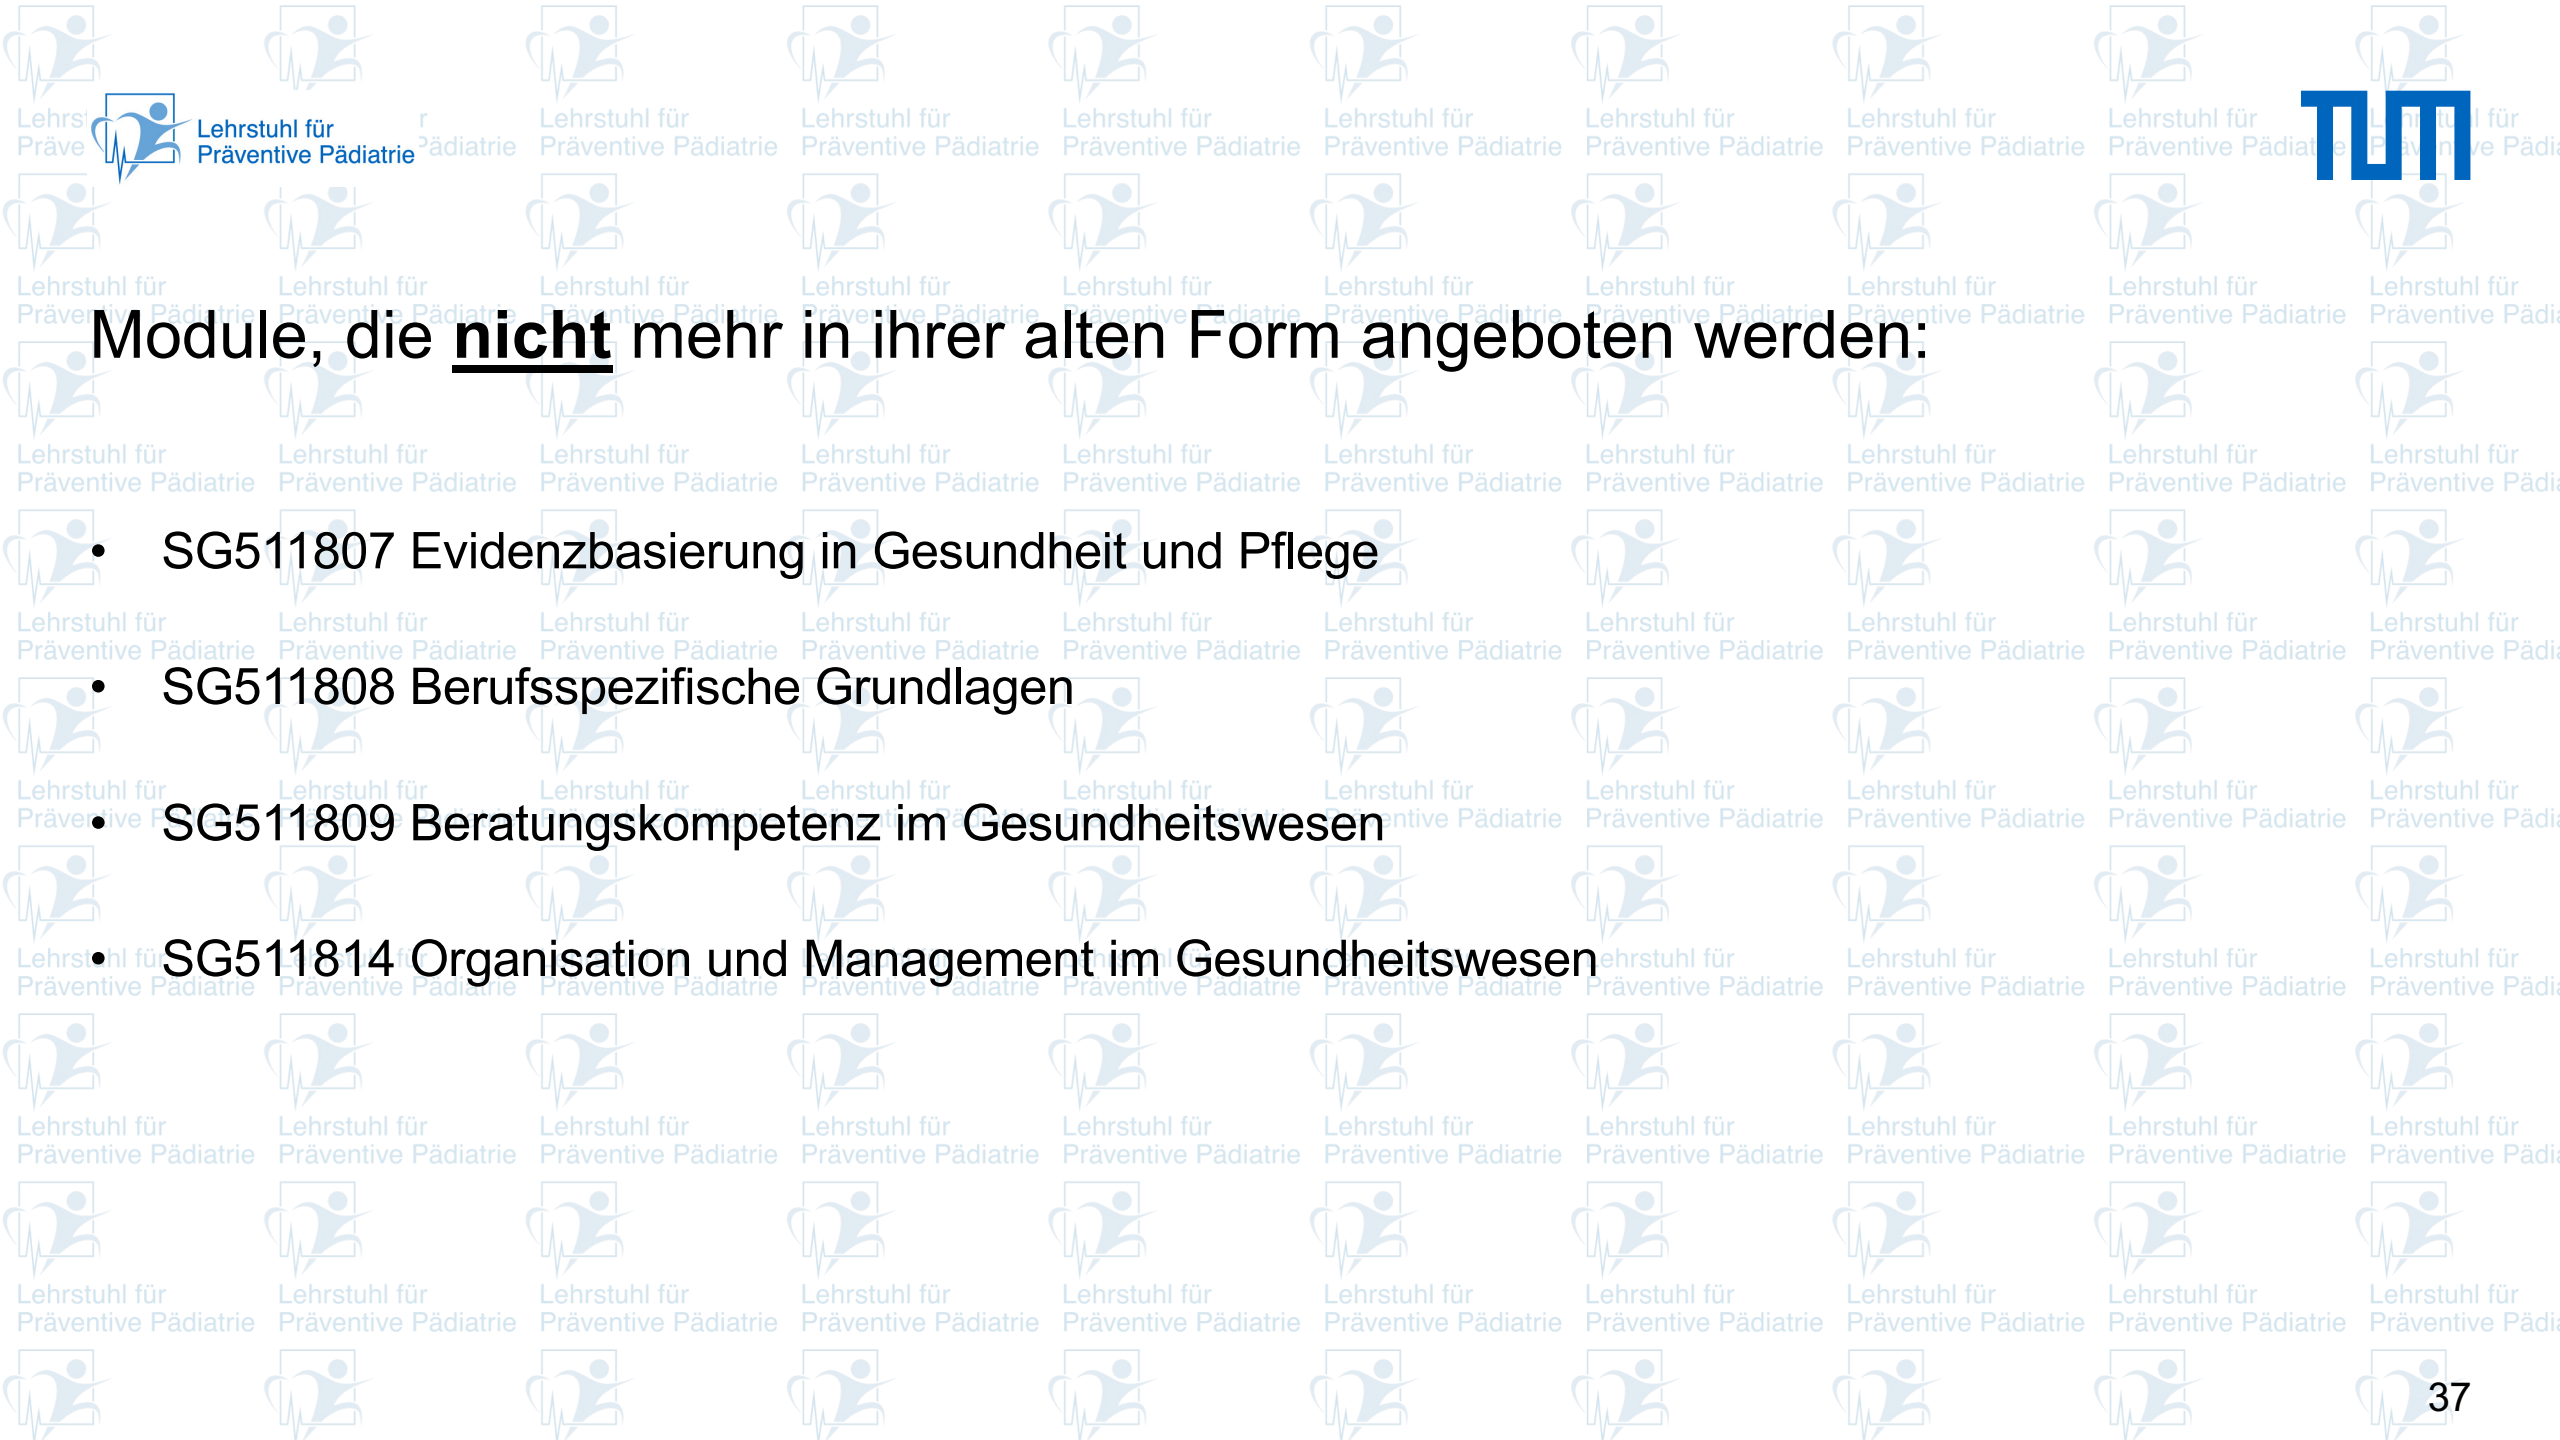 Lehrstuhl für
Präventive Pädiatrie
TUM
Module, die nicht mehr in ihrer alten Form angeboten werden:
• SG511807 Evidenzbasierung in Gesundheit und Pflege
• SG511808 Berufsspezifische Grundlagen
• SG511809 Beratungskompetenz im Gesundheitswesen
• SG511814 Organisation und Management im Gesundheitswesen
37